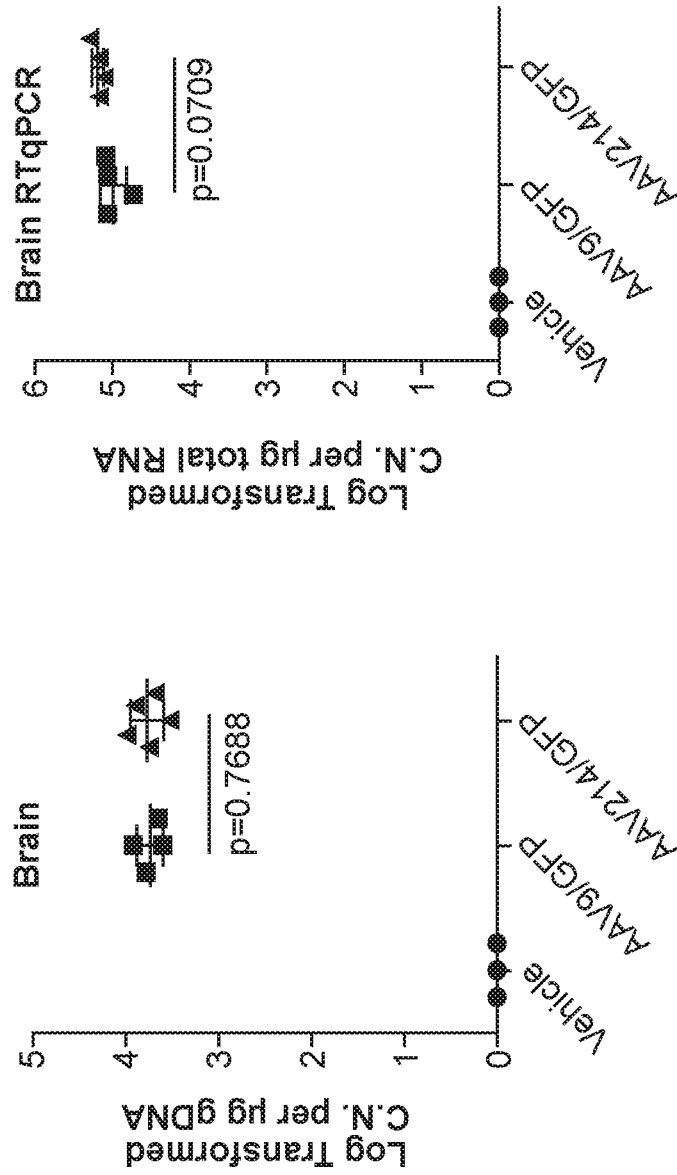 Brain
Log Transformed
C.N. per µg gDNA
5
4
3
2
1
0
p=0.7688
Vehicle
AAV9/GFP
AAV214/GFP
Brain RTqPCR
Log Transformed
C.N. per µg total RNA
6
5
4
3
2
1
0
p=0.0709
Vehicle
AAV9/GFP
AAV214/GFP